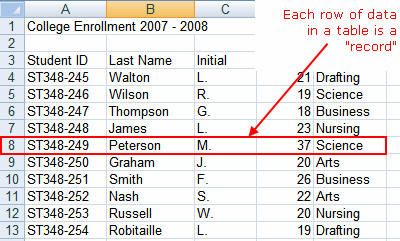 A B C
1 College Enrollment 2007 - 2008
2
3 Student ID Last Name Initial
4 ST348-245 Walton L. 21 Drafting
5 ST348-246 Wilson R. 19 Science
6 ST348-247 Thompson G. 18 Business
7 ST348-248 James L. 23 Nursing
8 ST348-249 Peterson M. 37 Science
9 ST348-250 Graham J. 20 Arts
10 ST348-251 Smith F. 26 Business
11 ST348-252 Nash S. 22 Arts
12 ST348-253 Russell W. 20 Nursing
13 ST348-254 Robitaille L. 19 Drafting
Each row of data
in a table is a
"record"